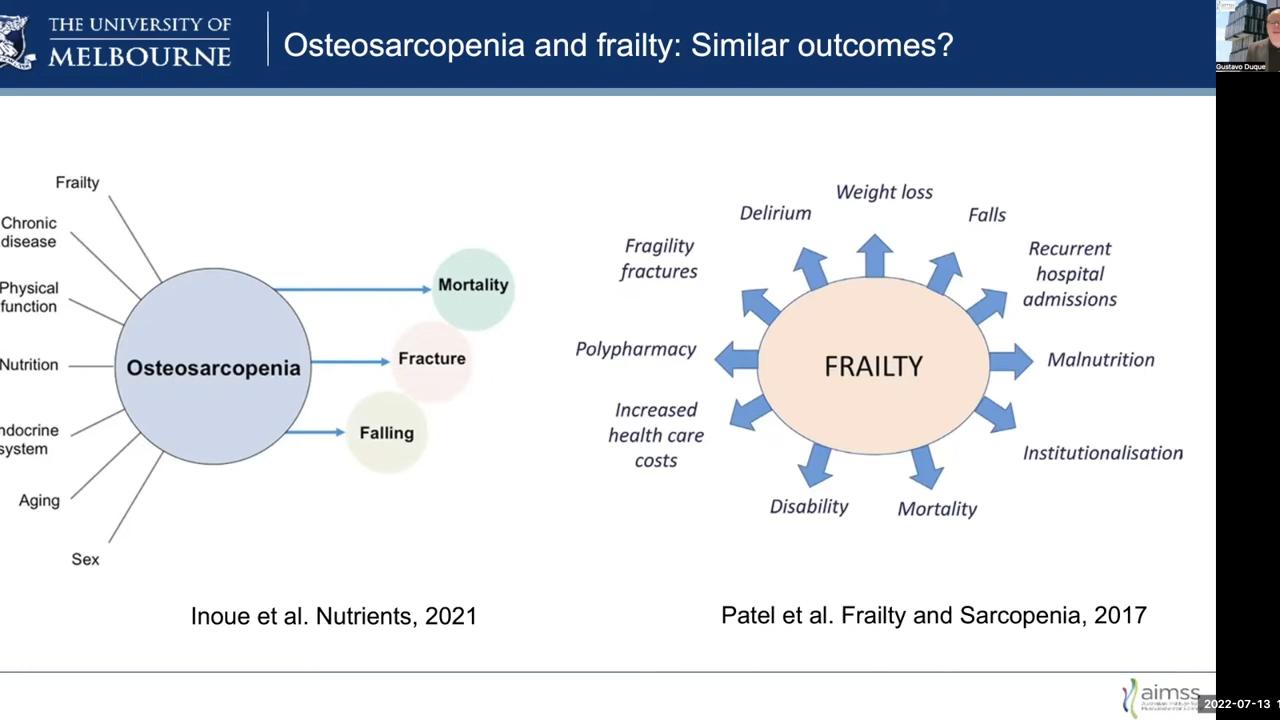 THE UNIVERSITY OF
MELBOURNE
Osteosarcopenia and frailty: Similar outcomes?
Gustavo Duque
Frailty
Chronic
disease
Physical
function
Nutrition
ndocrine
system
Aging
Sex
Osteosarcopenia
Mortality
Fracture
Falling
Inoue et al. Nutrients, 2021
Weight loss
Delirium
Falls
Fragility
fractures
Recurrent
hospital
admissions
Polypharmacy
FRAILTY
Malnutrition
Increased
health care
costs
Institutionalisation
Disability
Mortality
Patel et al. Frailty and Sarcopenia, 2017
aimss
2022-07-13